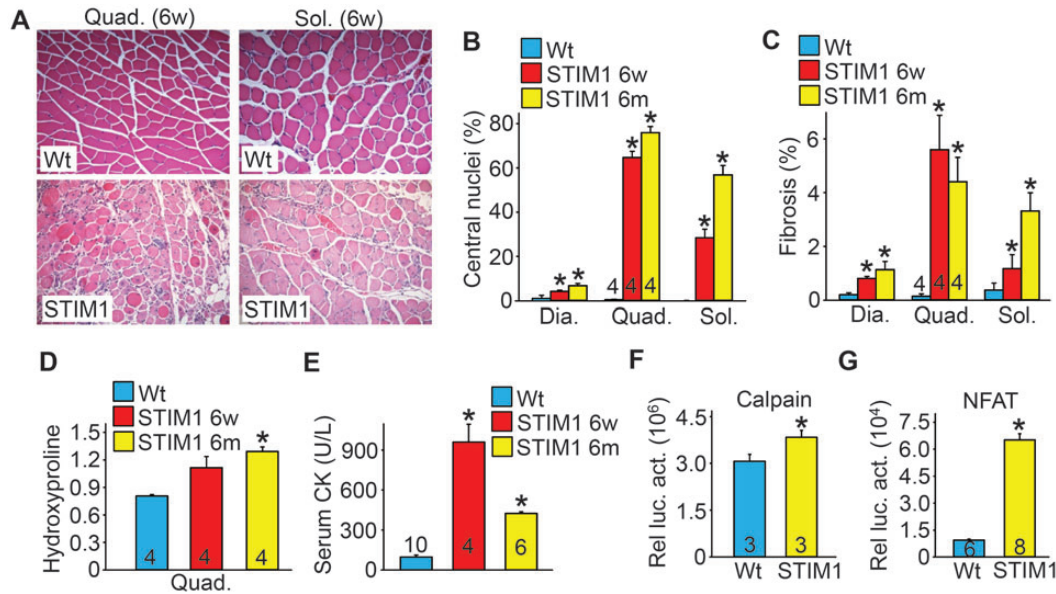 A
Quad. (6w)
Sol. (6w)
Wt
Wt
STIM1
STIM1
B
Wt
STIM1 6w
STIM1 6m
Central nuclei (%)
80
60
40
20
0
* * * * * *
4 4 4
Dia. Quad. Sol.
C
Wt
STIM1 6w
STIM1 6m
Fibrosis (%)
6
4
2
0
* * * * * *
4 4 4
Dia. Quad. Sol.
D
Wt
STIM1 6w
STIM1 6m
Hydroxyproline
1.5
1.2
0.9
0.6
0.3
0
*
4 4 4
Quad.
E
Wt
STIM1 6w
STIM1 6m
Serum CK (U/L)
900
600
300
0
* *
10 4 6
F
Calpain
Rel luc. act. (10⁶)
4.5
3.0
1.5
0
*
3 3
Wt STIM1
G
NFAT
Rel luc. act. (10⁴)
7.5
6.0
4.5
3.0
1.5
0
*
6 8
Wt STIM1